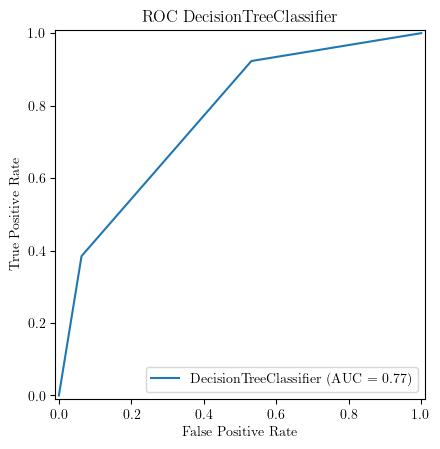 ROC DecisionTreeClassifier
True Positive Rate
1.0
0.8
0.6
0.4
0.2
0.0
DecisionTreeClassifier (AUC = 0.77)
0.0 0.2 0.4 0.6 0.8 1.0
False Positive Rate